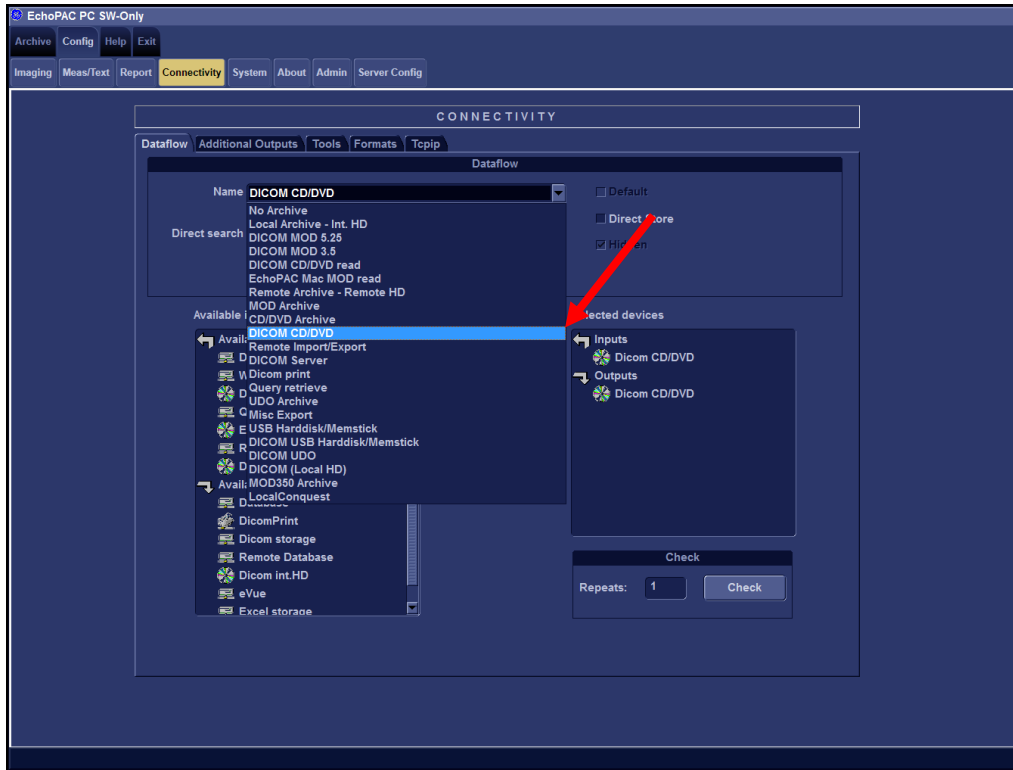 EchoPAC PC SW-Only
Archive Config Help Exit
Imaging Meas/Text Report Connectivity System About Admin Server Config
CONNECTIVITY
Dataflow Additional Outputs Tools Formats Tcpip
Dataflow
Name DICOM CD/DVD
Default
Direct Store
Direct search
No Archive
Local Archive - Int. HD
DICOM MOD 5.25
DICOM MOD 3.5
DICOM CD/DVD read
EchoPAC Mac MOD read
Remote Archive - Remote HD
MOD Archive
CD/DVD Archive
DICOM CD/DVD
Remote Import/Export
DICOM Server
Dicom print
Query retrieve
UDO Archive
Misc Export
USB Harddisk/Memstick
DICOM USB Harddisk/Memstick
DICOM UDO
DICOM (Local HD)
MOD350 Archive
LocalConquest
Available
DicomPrint
Dicom storage
Remote Database
Dicom int.HD
eVue
Excel storage
devices
Inputs
Dicom CD/DVD
Outputs
Dicom CD/DVD
Check
Repeats: 1 Check